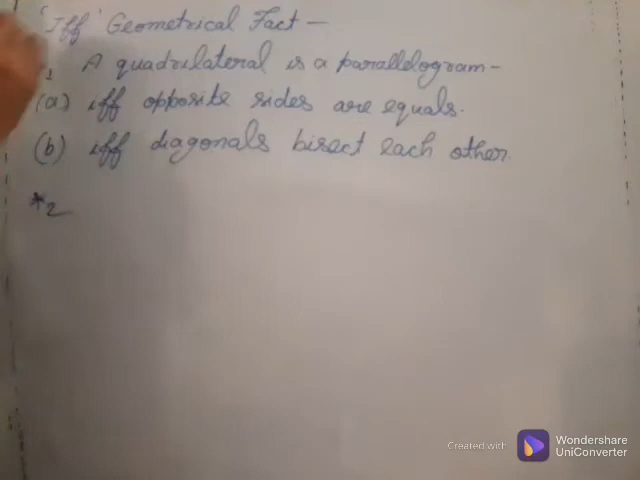 'Iff' Geometrical Fact —
1 A quadrilateral is a parallelogram –
(a) iff opposite sides are equals.
(b) iff diagonals bisect each other.
*2
Created with
Wondershare
UniConverter